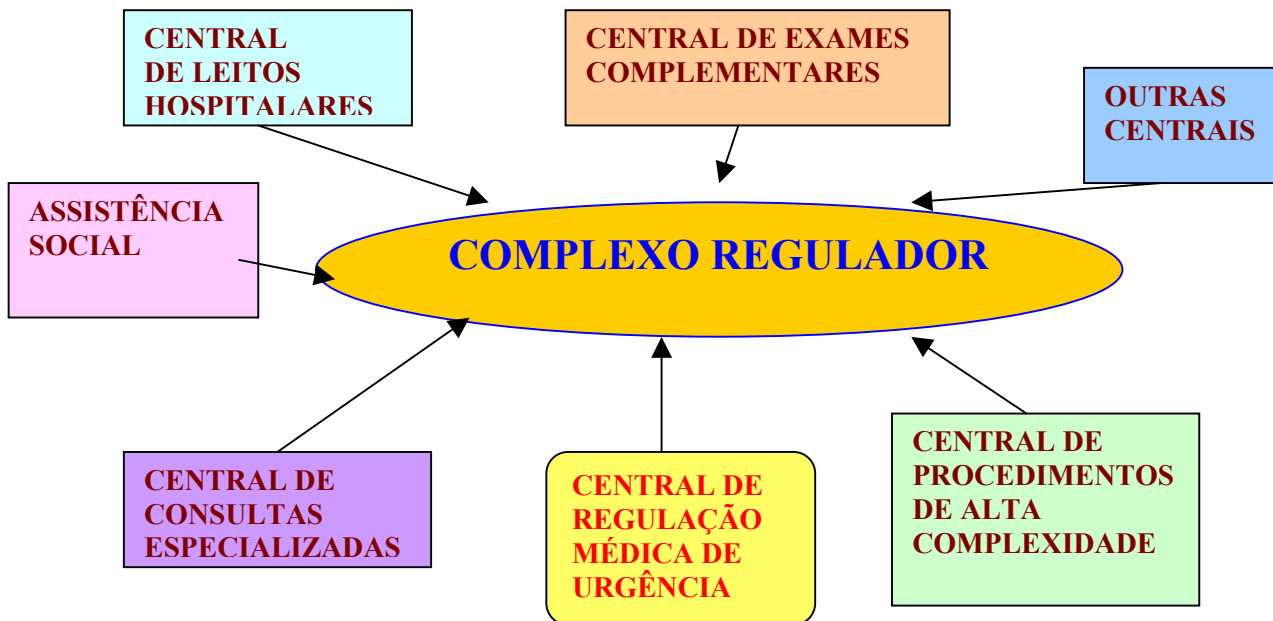 CENTRAL
DE LEITOS
HOSPITALARES
CENTRAL DE EXAMES
COMPLEMENTARES
OUTRAS
CENTRAIS
ASSISTÊNCIA
SOCIAL
COMPLEXO REGULADOR
CENTRAL DE
CONSULTAS
ESPECIALIZADAS
CENTRAL DE
REGULAÇÃO
MÉDICA DE
URGÊNCIA
CENTRAL DE
PROCEDIMENTOS
DE ALTA
COMPLEXIDADE